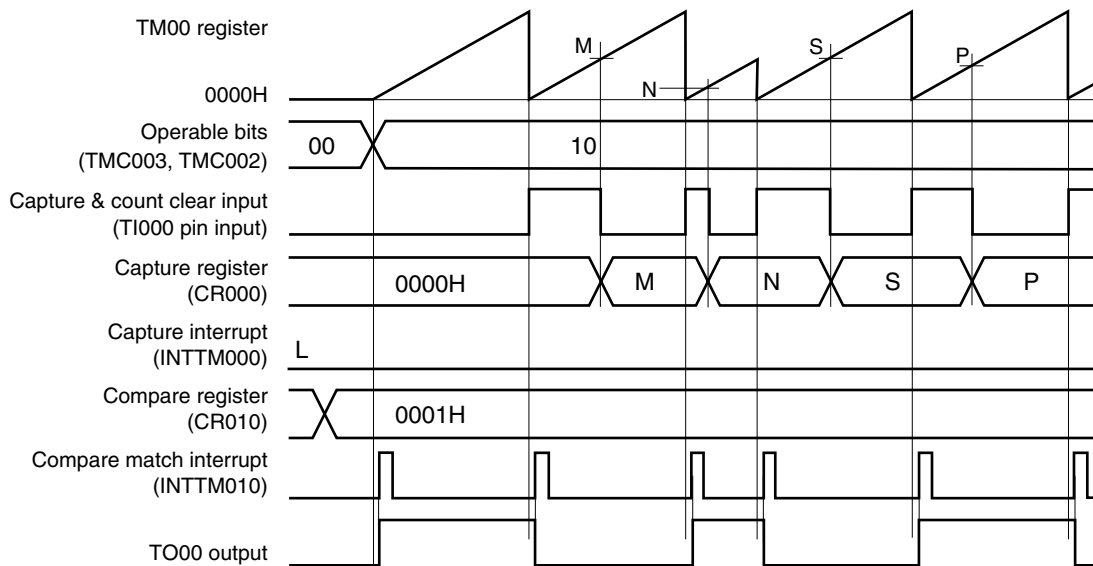 TM00 register
M
S
P
N
0000H
Operable bits
(TMC003, TMC002)
00
10
Capture & count clear input
(TI000 pin input)
Capture register
(CR000)
0000H
M
N
S
P
Capture interrupt
(INTTM000)
L
Compare register
(CR010)
0001H
Compare match interrupt
(INTTM010)
TO00 output